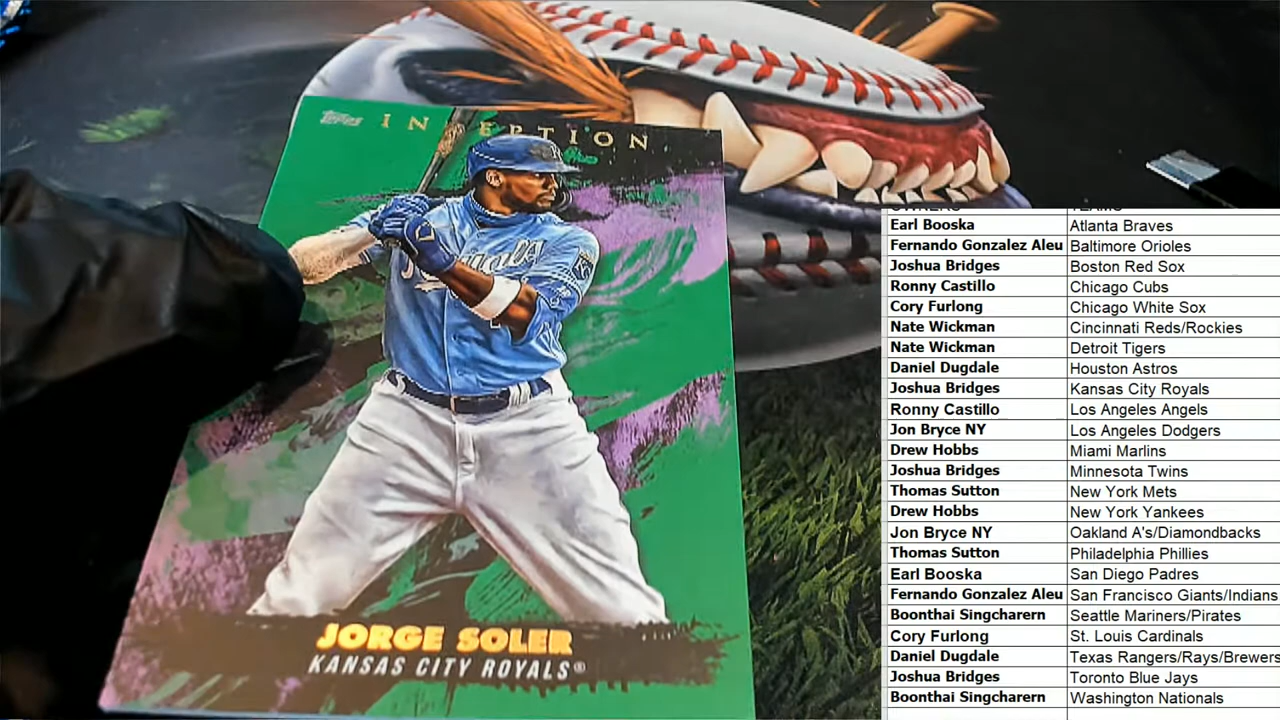 Topps INCEPTION
Royals
JORGE SOLER
KANSAS CITY ROYALS®
OWNERS TEAMS
Earl Booska Atlanta Braves
Fernando Gonzalez Aleu Baltimore Orioles
Joshua Bridges Boston Red Sox
Ronny Castillo Chicago Cubs
Cory Furlong Chicago White Sox
Nate Wickman Cincinnati Reds/Rockies
Nate Wickman Detroit Tigers
Daniel Dugdale Houston Astros
Joshua Bridges Kansas City Royals
Ronny Castillo Los Angeles Angels
Jon Bryce NY Los Angeles Dodgers
Drew Hobbs Miami Marlins
Joshua Bridges Minnesota Twins
Thomas Sutton New York Mets
Drew Hobbs New York Yankees
Jon Bryce NY Oakland A's/Diamondbacks
Thomas Sutton Philadelphia Phillies
Earl Booska San Diego Padres
Fernando Gonzalez Aleu San Francisco Giants/Indians
Boonthai Singcharern Seattle Mariners/Pirates
Cory Furlong St. Louis Cardinals
Daniel Dugdale Texas Rangers/Rays/Brewers
Joshua Bridges Toronto Blue Jays
Boonthai Singcharern Washington Nationals